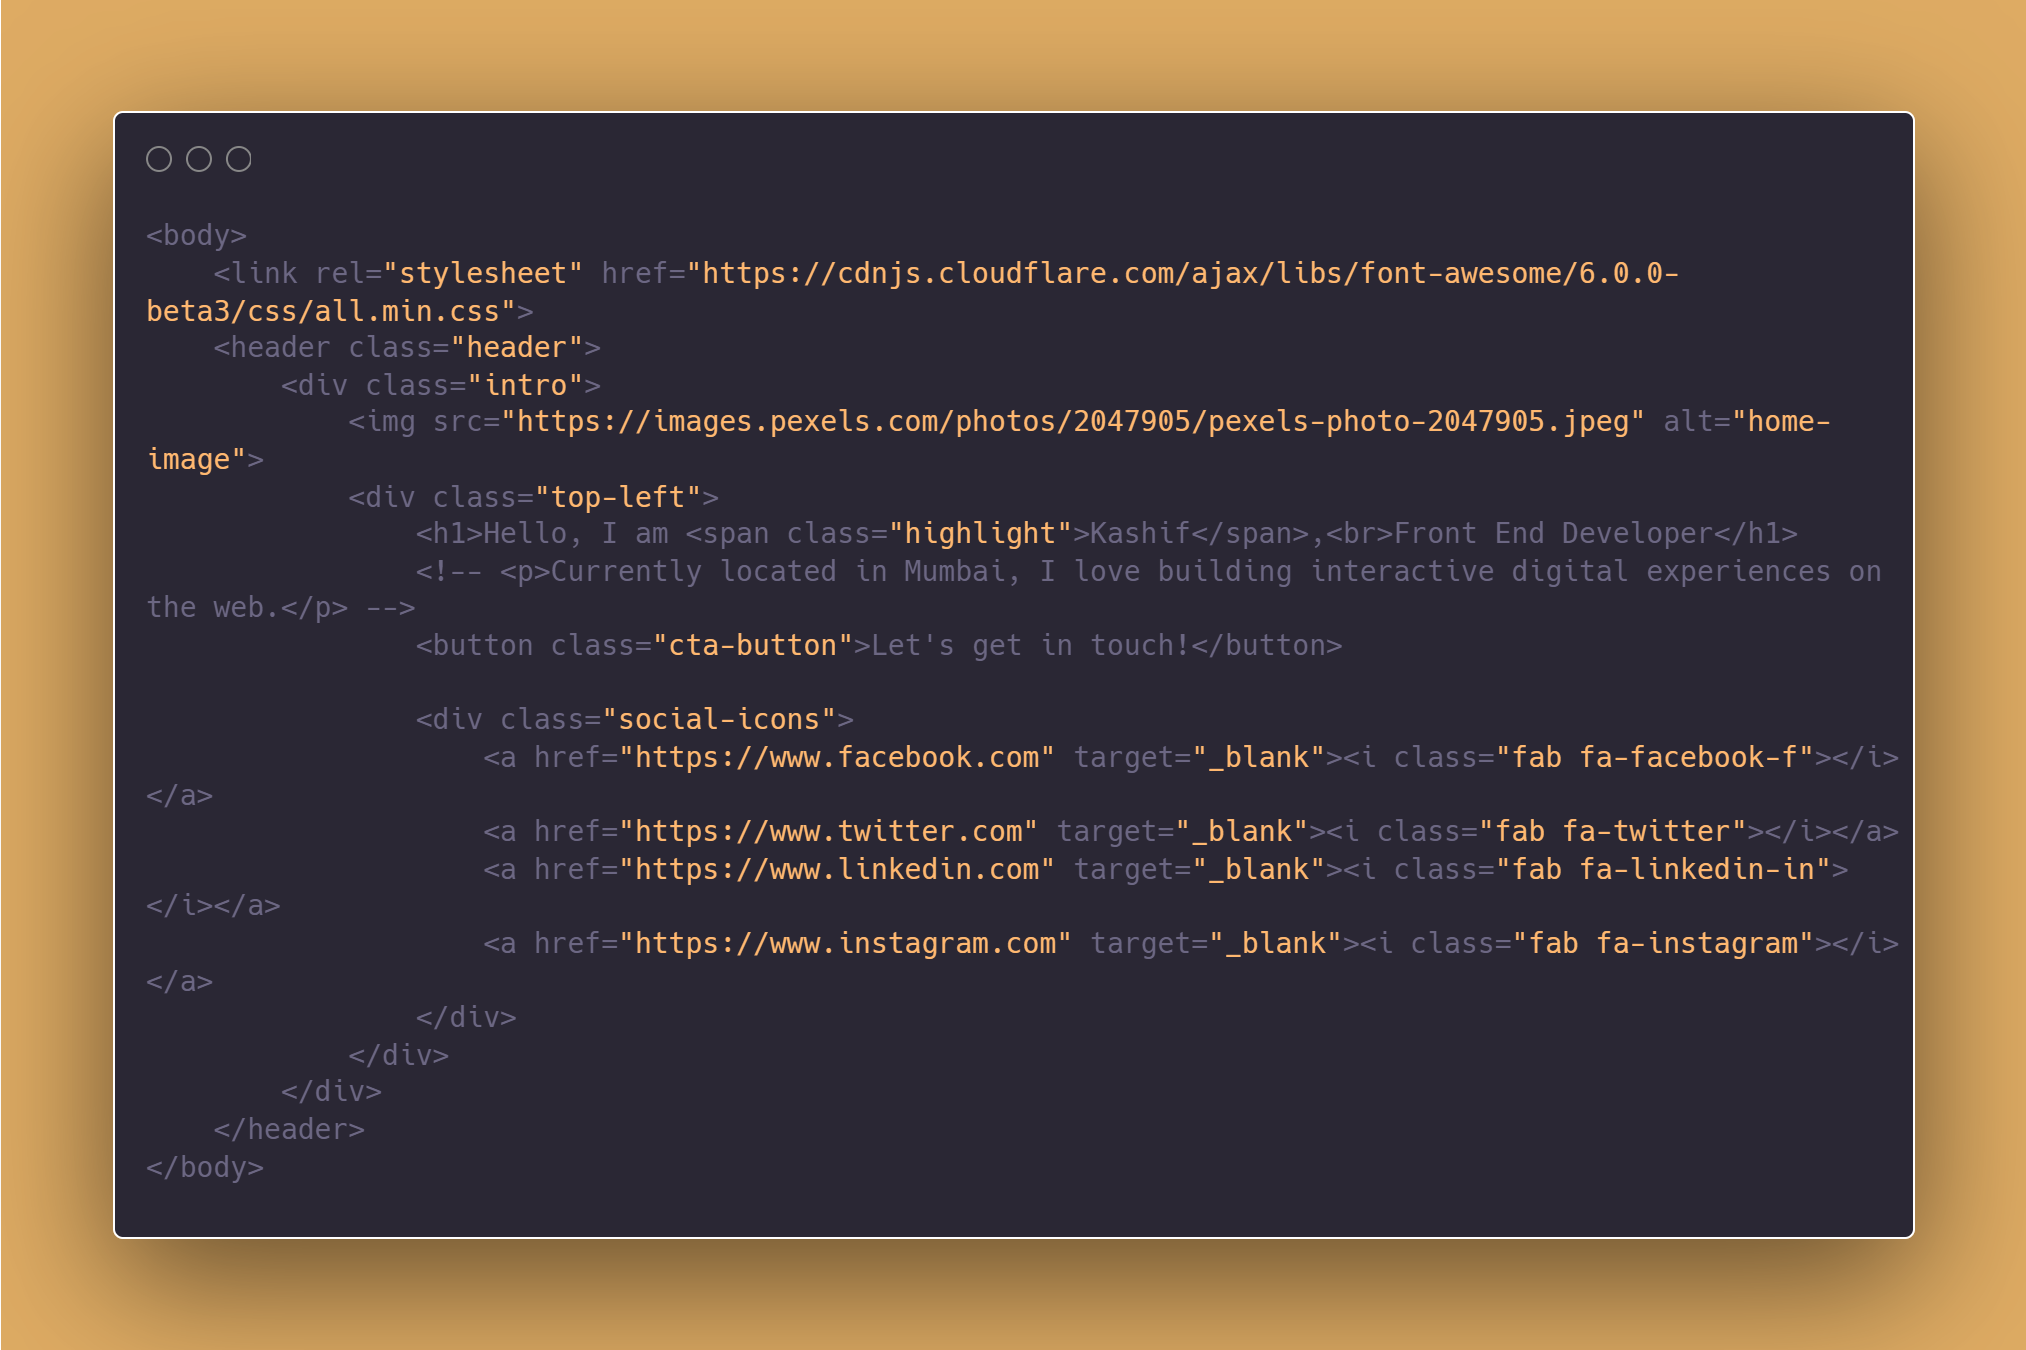 <body>
    <link rel="stylesheet" href="https://cdnjs.cloudflare.com/ajax/libs/font-awesome/6.0.0-
beta3/css/all.min.css">
    <header class="header">
        <div class="intro">
            <img src="https://images.pexels.com/photos/2047905/pexels-photo-2047905.jpeg" alt="home-
image">
            <div class="top-left">
                <h1>Hello, I am <span class="highlight">Kashif</span>,<br>Front End Developer</h1>
                <!-- <p>Currently located in Mumbai, I love building interactive digital experiences on
the web.</p> -->
                <button class="cta-button">Let's get in touch!</button>

                <div class="social-icons">
                    <a href="https://www.facebook.com" target="_blank"><i class="fab fa-facebook-f"></i>
</a>
                    <a href="https://www.twitter.com" target="_blank"><i class="fab fa-twitter"></i></a>
                    <a href="https://www.linkedin.com" target="_blank"><i class="fab fa-linkedin-in">
</i></a>
                    <a href="https://www.instagram.com" target="_blank"><i class="fab fa-instagram"></i>
</a>
                </div>
            </div>
        </div>
    </header>
</body>